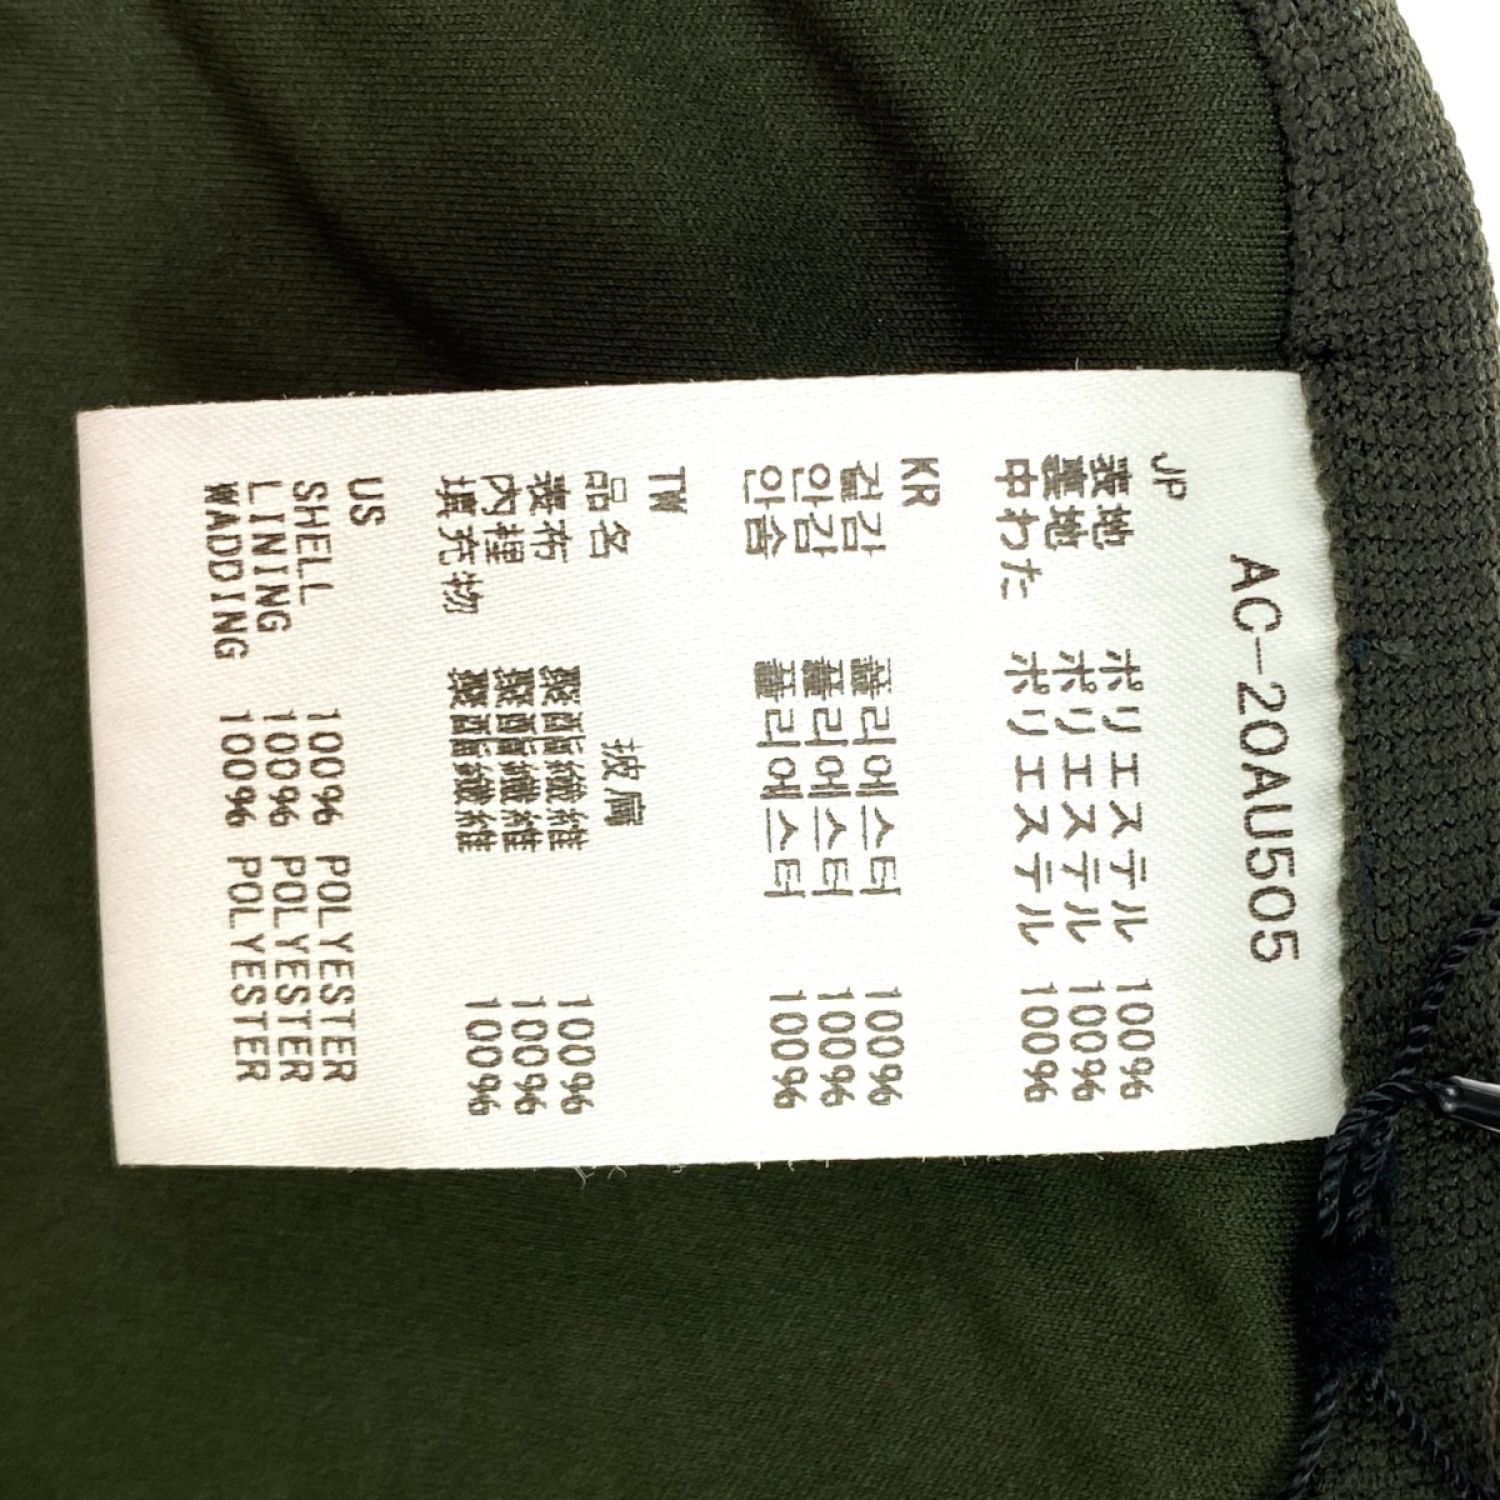 AC-20AU505
JP
表地 ポリエステル 100%
裏地 ポリエステル 100%
中わた ポリエステル 100%
KR
겉감 폴리에스터 100%
안감 폴리에스터 100%
안솜 폴리에스터 100%
TW
品名 披肩
表布 聚酯纖維 100%
內裡 聚酯纖維 100%
填充物 聚酯纖維 100%
US
SHELL 100% POLYESTER
LINING 100% POLYESTER
WADDING 100% POLYESTER